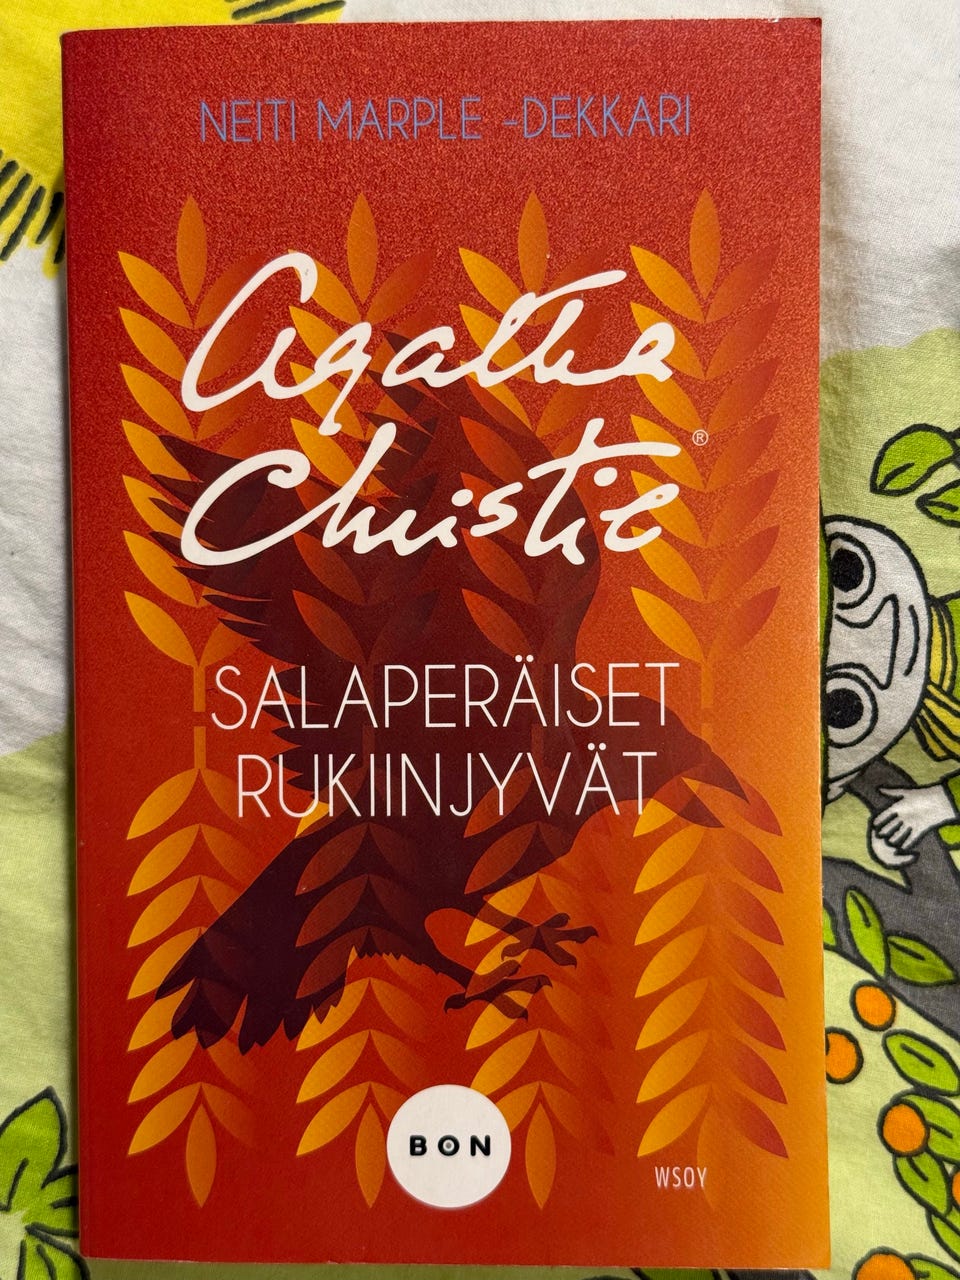 NEITI MARPLE -DEKKARI
Agatha
Christie®
SALAPERÄISET
RUKIINJYVÄT
BON
WSOY